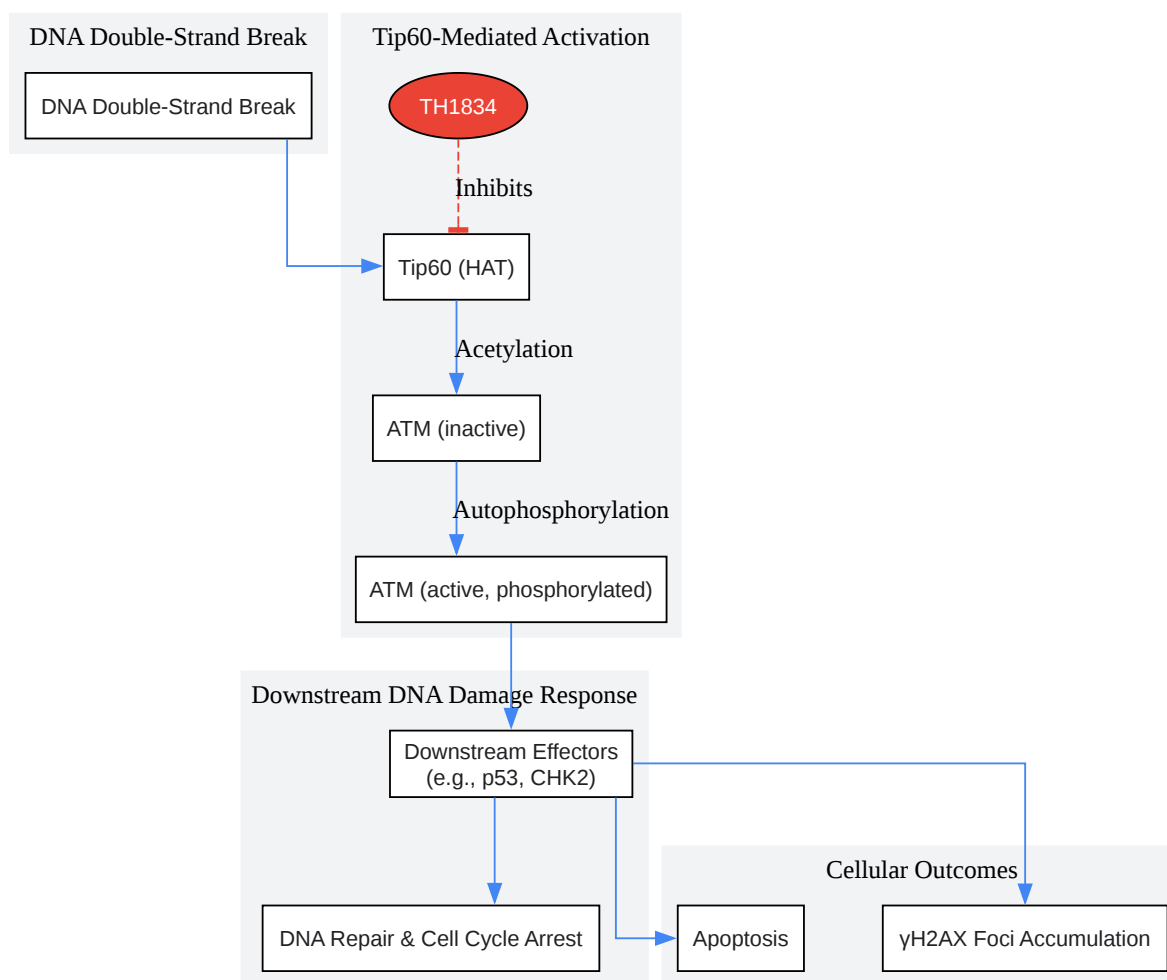 DNA Double-Strand Break
DNA Double-Strand Break
Tip60-Mediated Activation
TH1834
Inhibits
Tip60 (HAT)
Acetylation
ATM (inactive)
Autophosphorylation
ATM (active, phosphorylated)
Downstream DNA Damage Response
Downstream Effectors
(e.g., p53, CHK2)
DNA Repair & Cell Cycle Arrest
Cellular Outcomes
Apoptosis
γH2AX Foci Accumulation